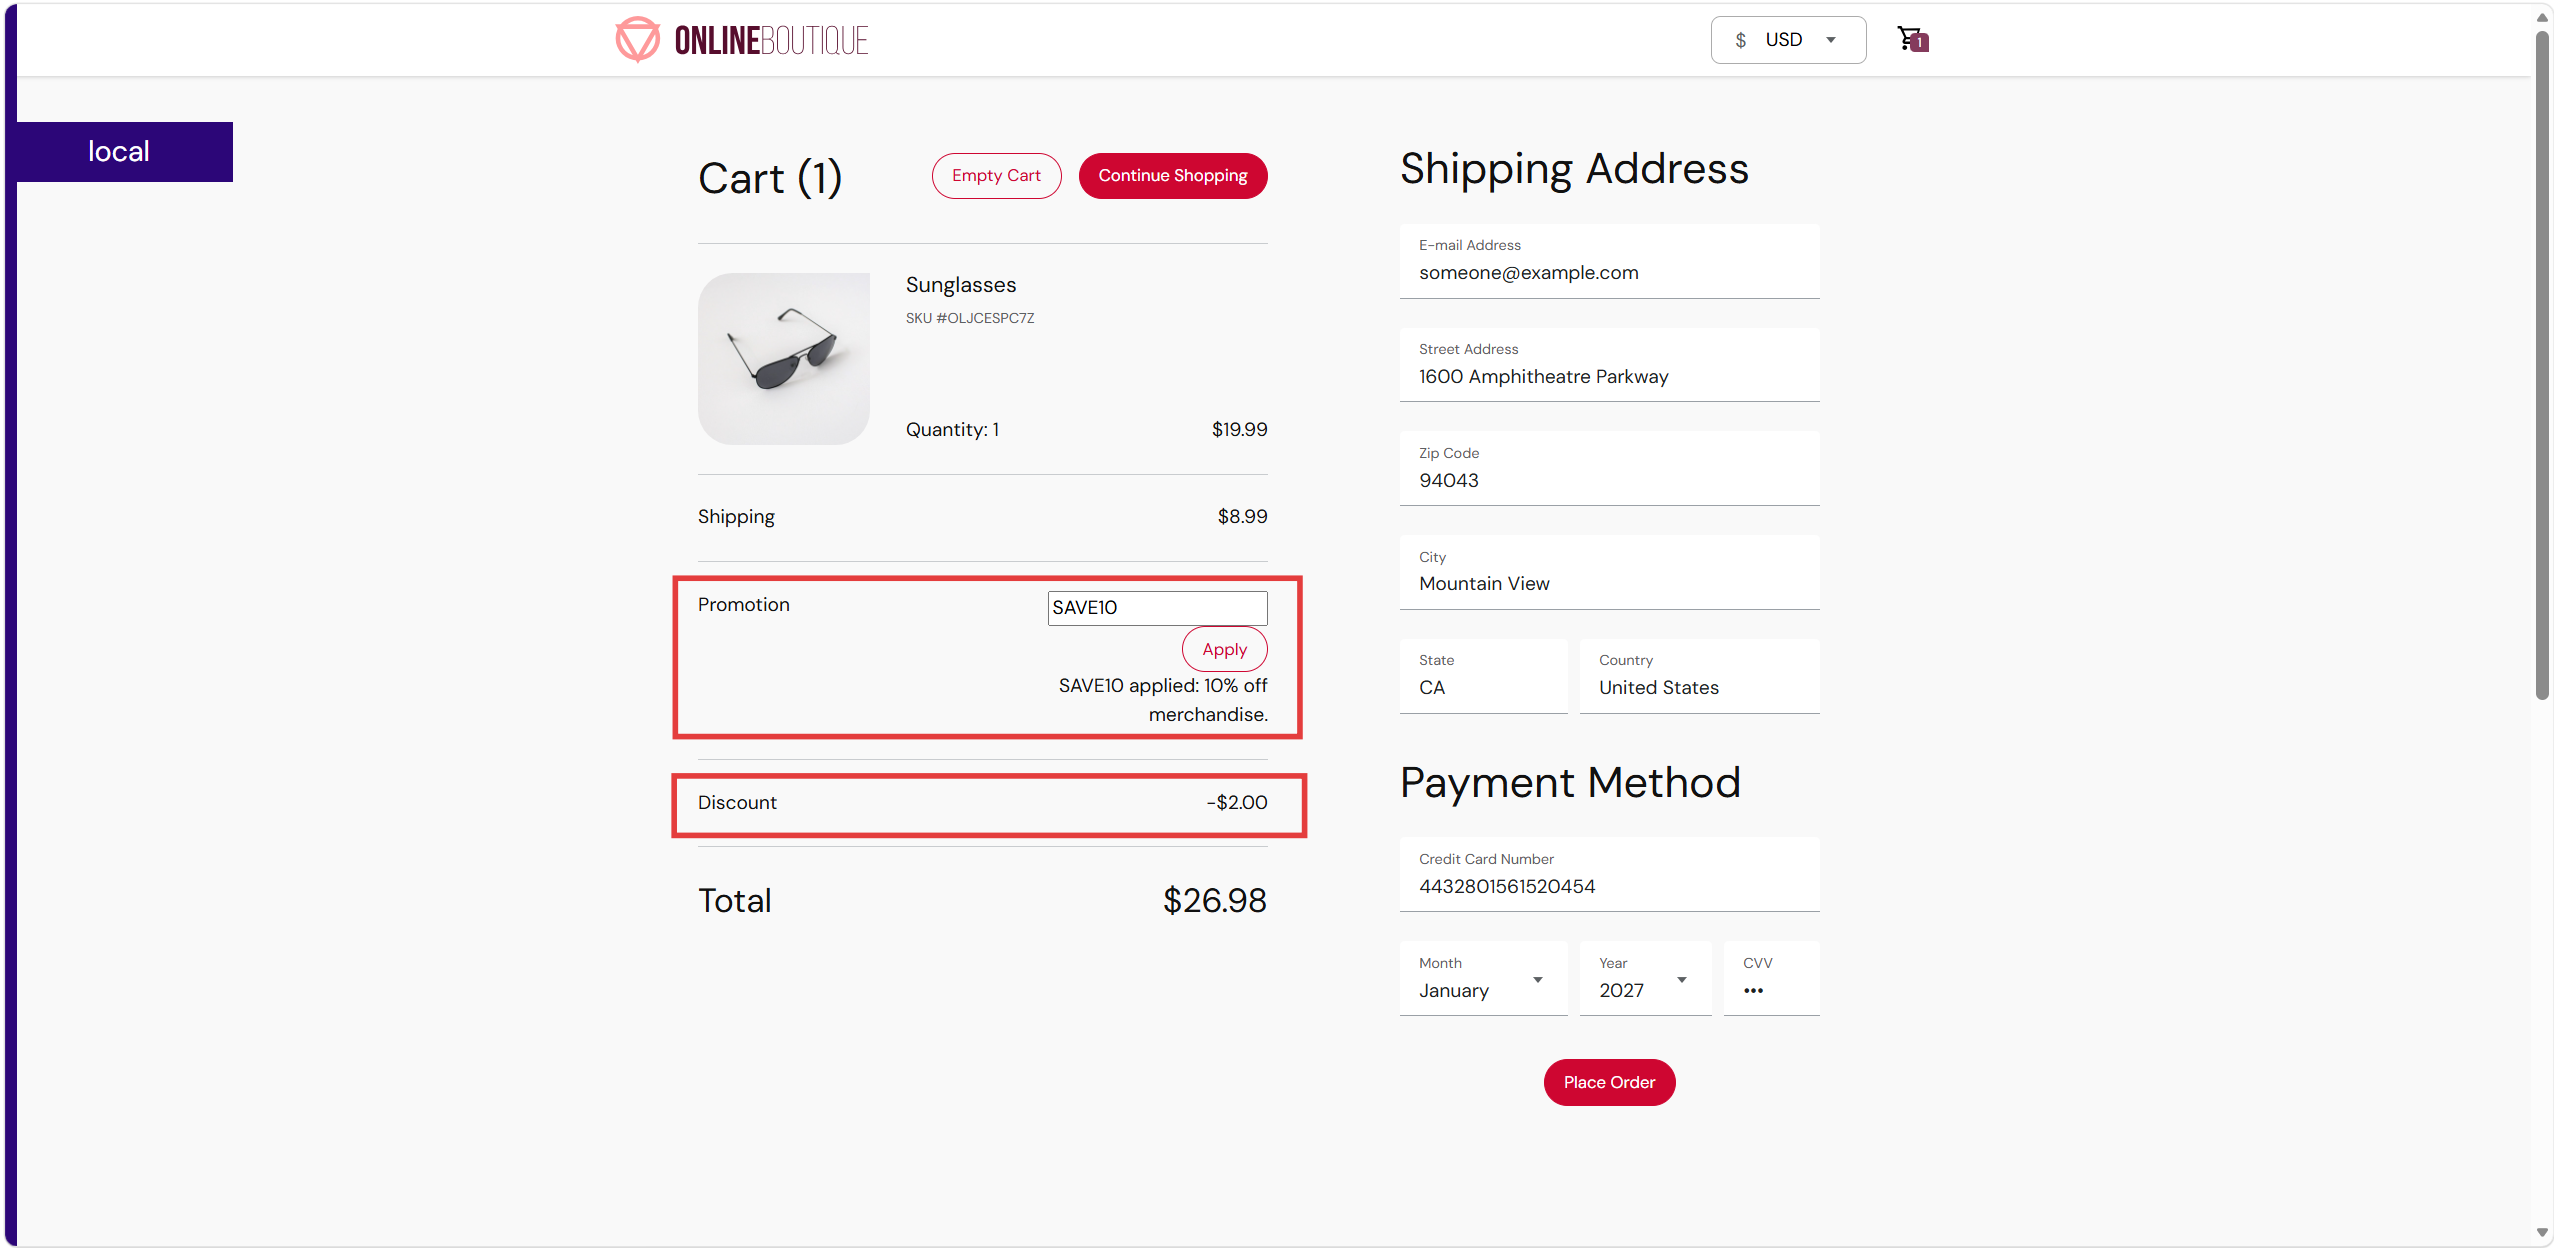 ONLINEBOUTIQUE
$ USD
1
local
Cart (1)
Empty Cart
Continue Shopping
Sunglasses
SKU #OLJCESPC7Z
Quantity: 1
$19.99
Shipping
$8.99
Promotion
SAVE10
Apply
SAVE10 applied: 10% off
merchandise.
Discount
-$2.00
Total
$26.98
Shipping Address
E-mail Address
someone@example.com
Street Address
1600 Amphitheatre Parkway
Zip Code
94043
City
Mountain View
State
CA
Country
United States
Payment Method
Credit Card Number
4432801561520454
Month
January
Year
2027
CVV
•••
Place Order